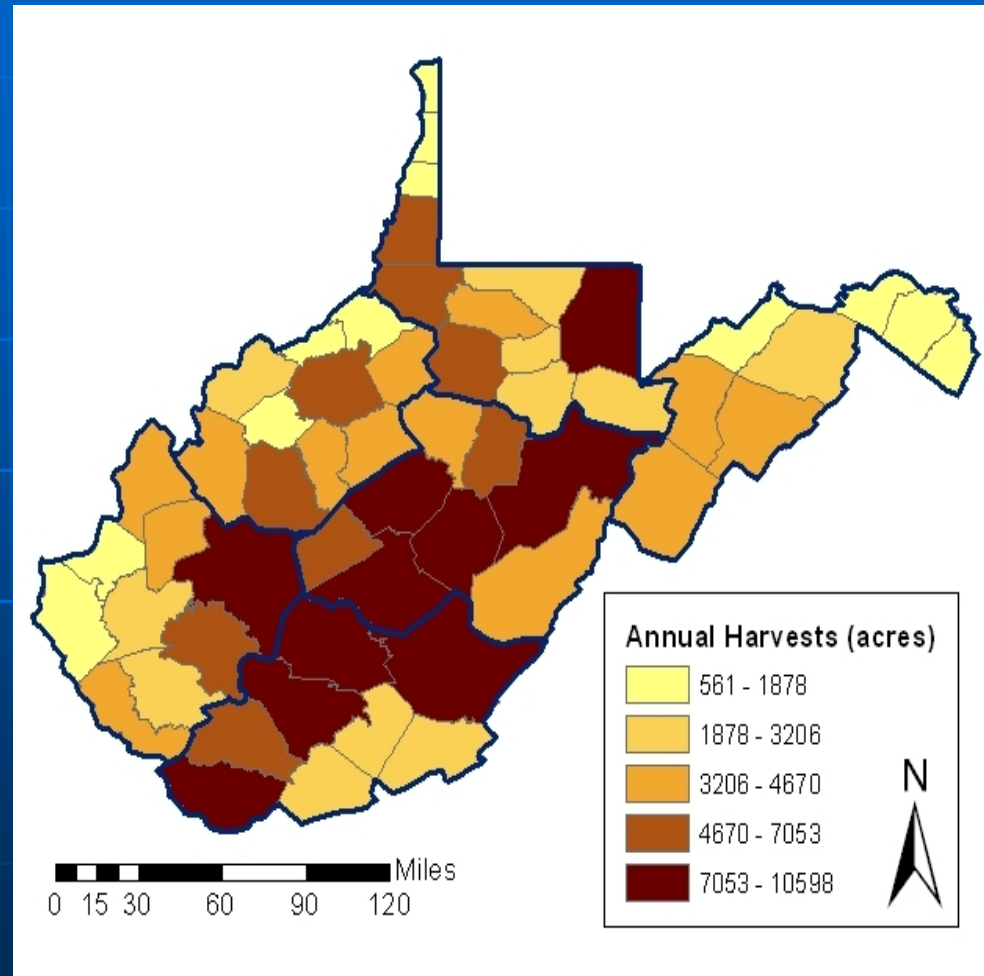 Annual Harvests (acres)
561 - 1878
1878 - 3206
3206 - 4670
4670 - 7053
7053 - 10598
N
Miles
0 15 30 60 90 120